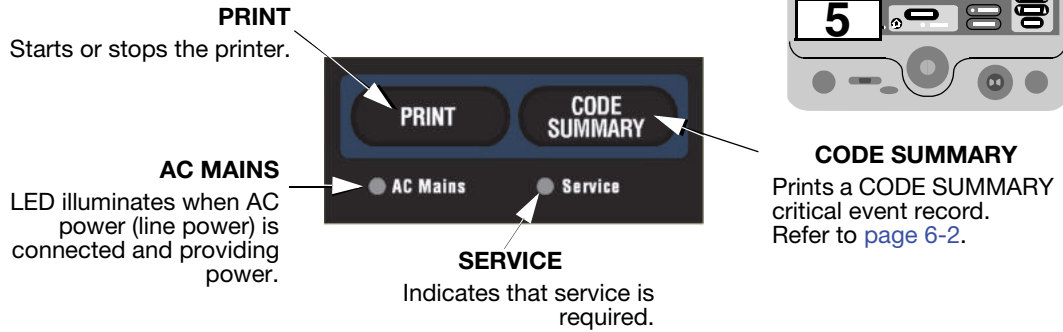 PRINT
Starts or stops the printer.
AC MAINS
LED illuminates when AC
power (line power) is
connected and providing
power.
PRINT
CODE
SUMMARY
AC Mains
Service
SERVICE
Indicates that service is
required.
5
CODE SUMMARY
Prints a CODE SUMMARY
critical event record.
Refer to page 6-2.